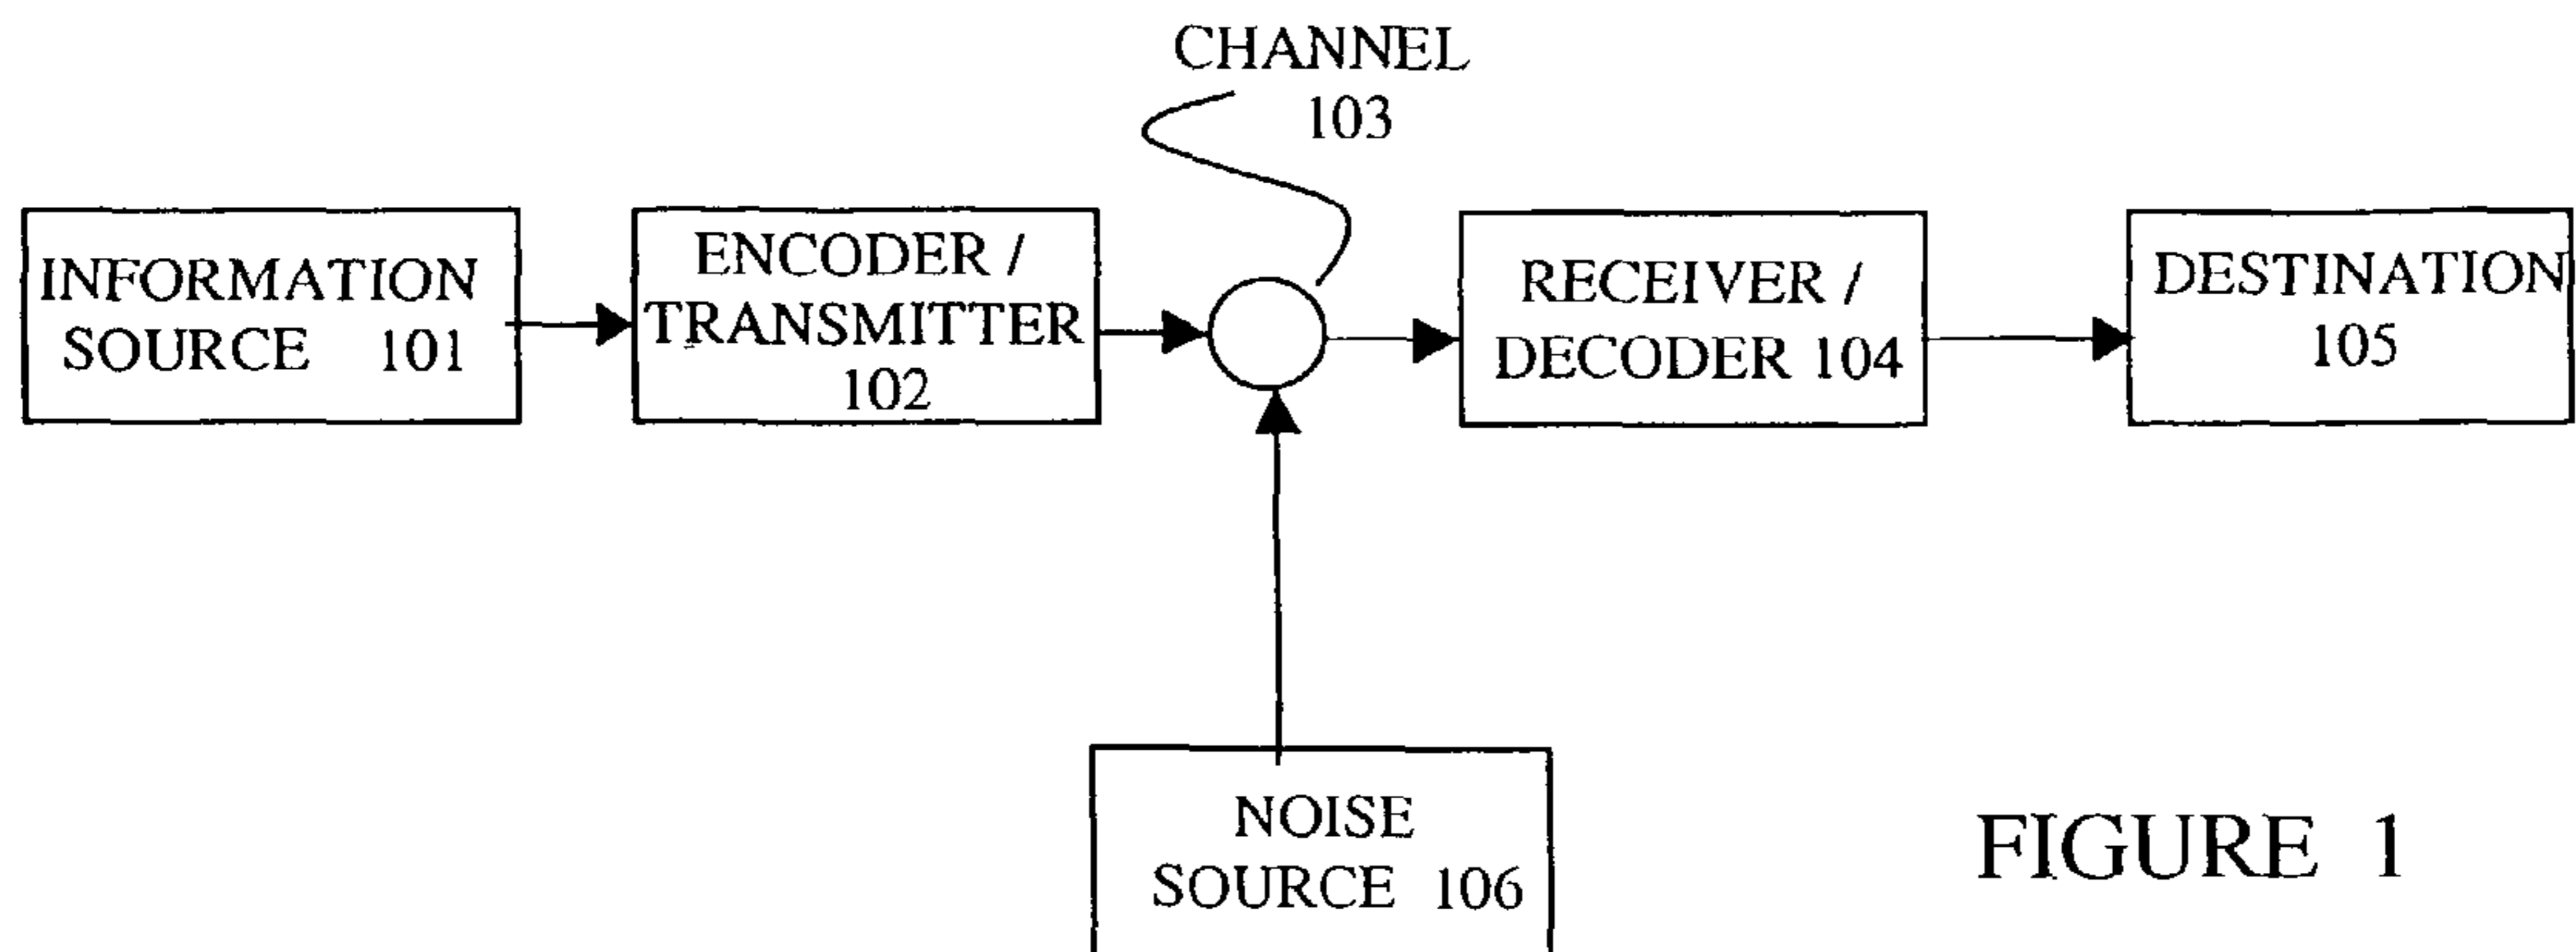 CHANNEL
103
INFORMATION
SOURCE 101
ENCODER /
TRANSMITTER
102
RECEIVER /
DECODER 104
DESTINATION
105
NOISE
SOURCE 106
FIGURE 1